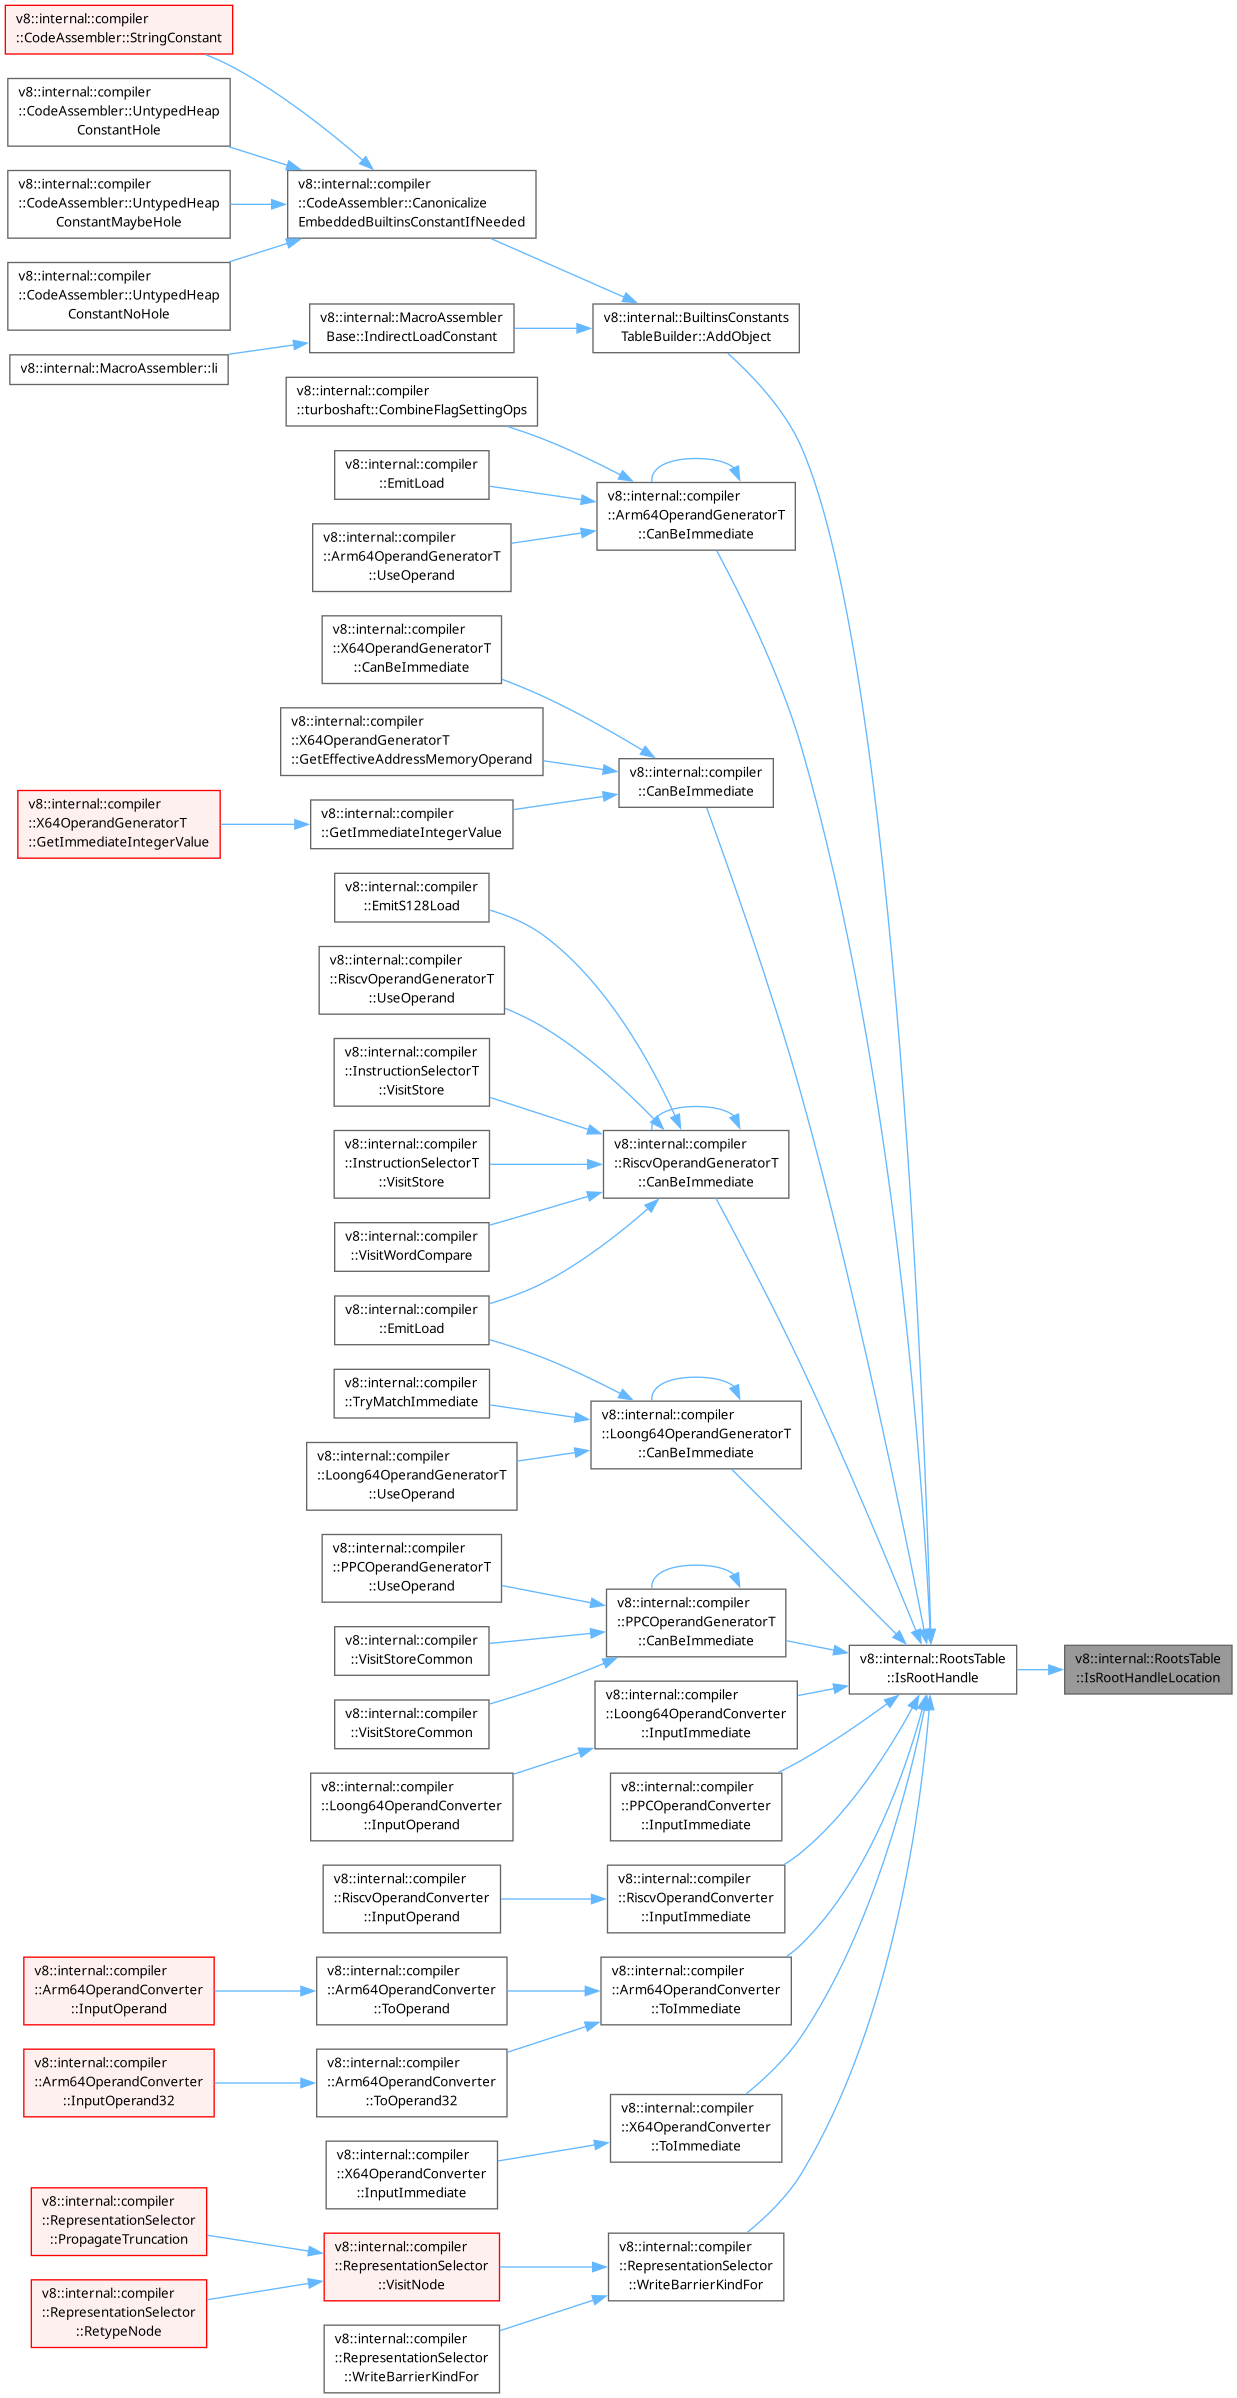 v8::internal::compiler
::CodeAssembler::StringConstant
v8::internal::compiler
::CodeAssembler::UntypedHeap
ConstantHole
v8::internal::compiler
::CodeAssembler::UntypedHeap
ConstantMaybeHole
v8::internal::compiler
::CodeAssembler::Canonicalize
EmbeddedBuiltinsConstantIfNeeded
v8::internal::compiler
::CodeAssembler::UntypedHeap
ConstantNoHole
v8::internal::MacroAssembler
Base::IndirectLoadConstant
v8::internal::BuiltinsConstants
TableBuilder::AddObject
v8::internal::MacroAssembler::li
v8::internal::compiler
::turboshaft::CombineFlagSettingOps
v8::internal::compiler
::EmitLoad
v8::internal::compiler
::Arm64OperandGeneratorT
::CanBeImmediate
v8::internal::compiler
::Arm64OperandGeneratorT
::UseOperand
v8::internal::compiler
::X64OperandGeneratorT
::CanBeImmediate
v8::internal::compiler
::X64OperandGeneratorT
::GetEffectiveAddressMemoryOperand
v8::internal::compiler
::CanBeImmediate
v8::internal::compiler
::X64OperandGeneratorT
::GetImmediateIntegerValue
v8::internal::compiler
::GetImmediateIntegerValue
v8::internal::compiler
::EmitS128Load
v8::internal::compiler
::RiscvOperandGeneratorT
::UseOperand
v8::internal::compiler
::InstructionSelectorT
::VisitStore
v8::internal::compiler
::InstructionSelectorT
::VisitStore
v8::internal::compiler
::RiscvOperandGeneratorT
::CanBeImmediate
v8::internal::compiler
::VisitWordCompare
v8::internal::compiler
::EmitLoad
v8::internal::compiler
::TryMatchImmediate
v8::internal::compiler
::Loong64OperandGeneratorT
::CanBeImmediate
v8::internal::compiler
::Loong64OperandGeneratorT
::UseOperand
v8::internal::compiler
::PPCOperandGeneratorT
::UseOperand
v8::internal::compiler
::PPCOperandGeneratorT
::CanBeImmediate
v8::internal::compiler
::VisitStoreCommon
v8::internal::RootsTable
::IsRootHandle
v8::internal::RootsTable
::IsRootHandleLocation
v8::internal::compiler
::VisitStoreCommon
v8::internal::compiler
::Loong64OperandConverter
::InputImmediate
v8::internal::compiler
::Loong64OperandConverter
::InputOperand
v8::internal::compiler
::PPCOperandConverter
::InputImmediate
v8::internal::compiler
::RiscvOperandConverter
::InputOperand
v8::internal::compiler
::RiscvOperandConverter
::InputImmediate
v8::internal::compiler
::Arm64OperandConverter
::InputOperand
v8::internal::compiler
::Arm64OperandConverter
::ToOperand
v8::internal::compiler
::Arm64OperandConverter
::ToImmediate
v8::internal::compiler
::Arm64OperandConverter
::InputOperand32
v8::internal::compiler
::Arm64OperandConverter
::ToOperand32
v8::internal::compiler
::X64OperandConverter
::ToImmediate
v8::internal::compiler
::X64OperandConverter
::InputImmediate
v8::internal::compiler
::RepresentationSelector
::PropagateTruncation
v8::internal::compiler
::RepresentationSelector
::VisitNode
v8::internal::compiler
::RepresentationSelector
::WriteBarrierKindFor
v8::internal::compiler
::RepresentationSelector
::RetypeNode
v8::internal::compiler
::RepresentationSelector
::WriteBarrierKindFor